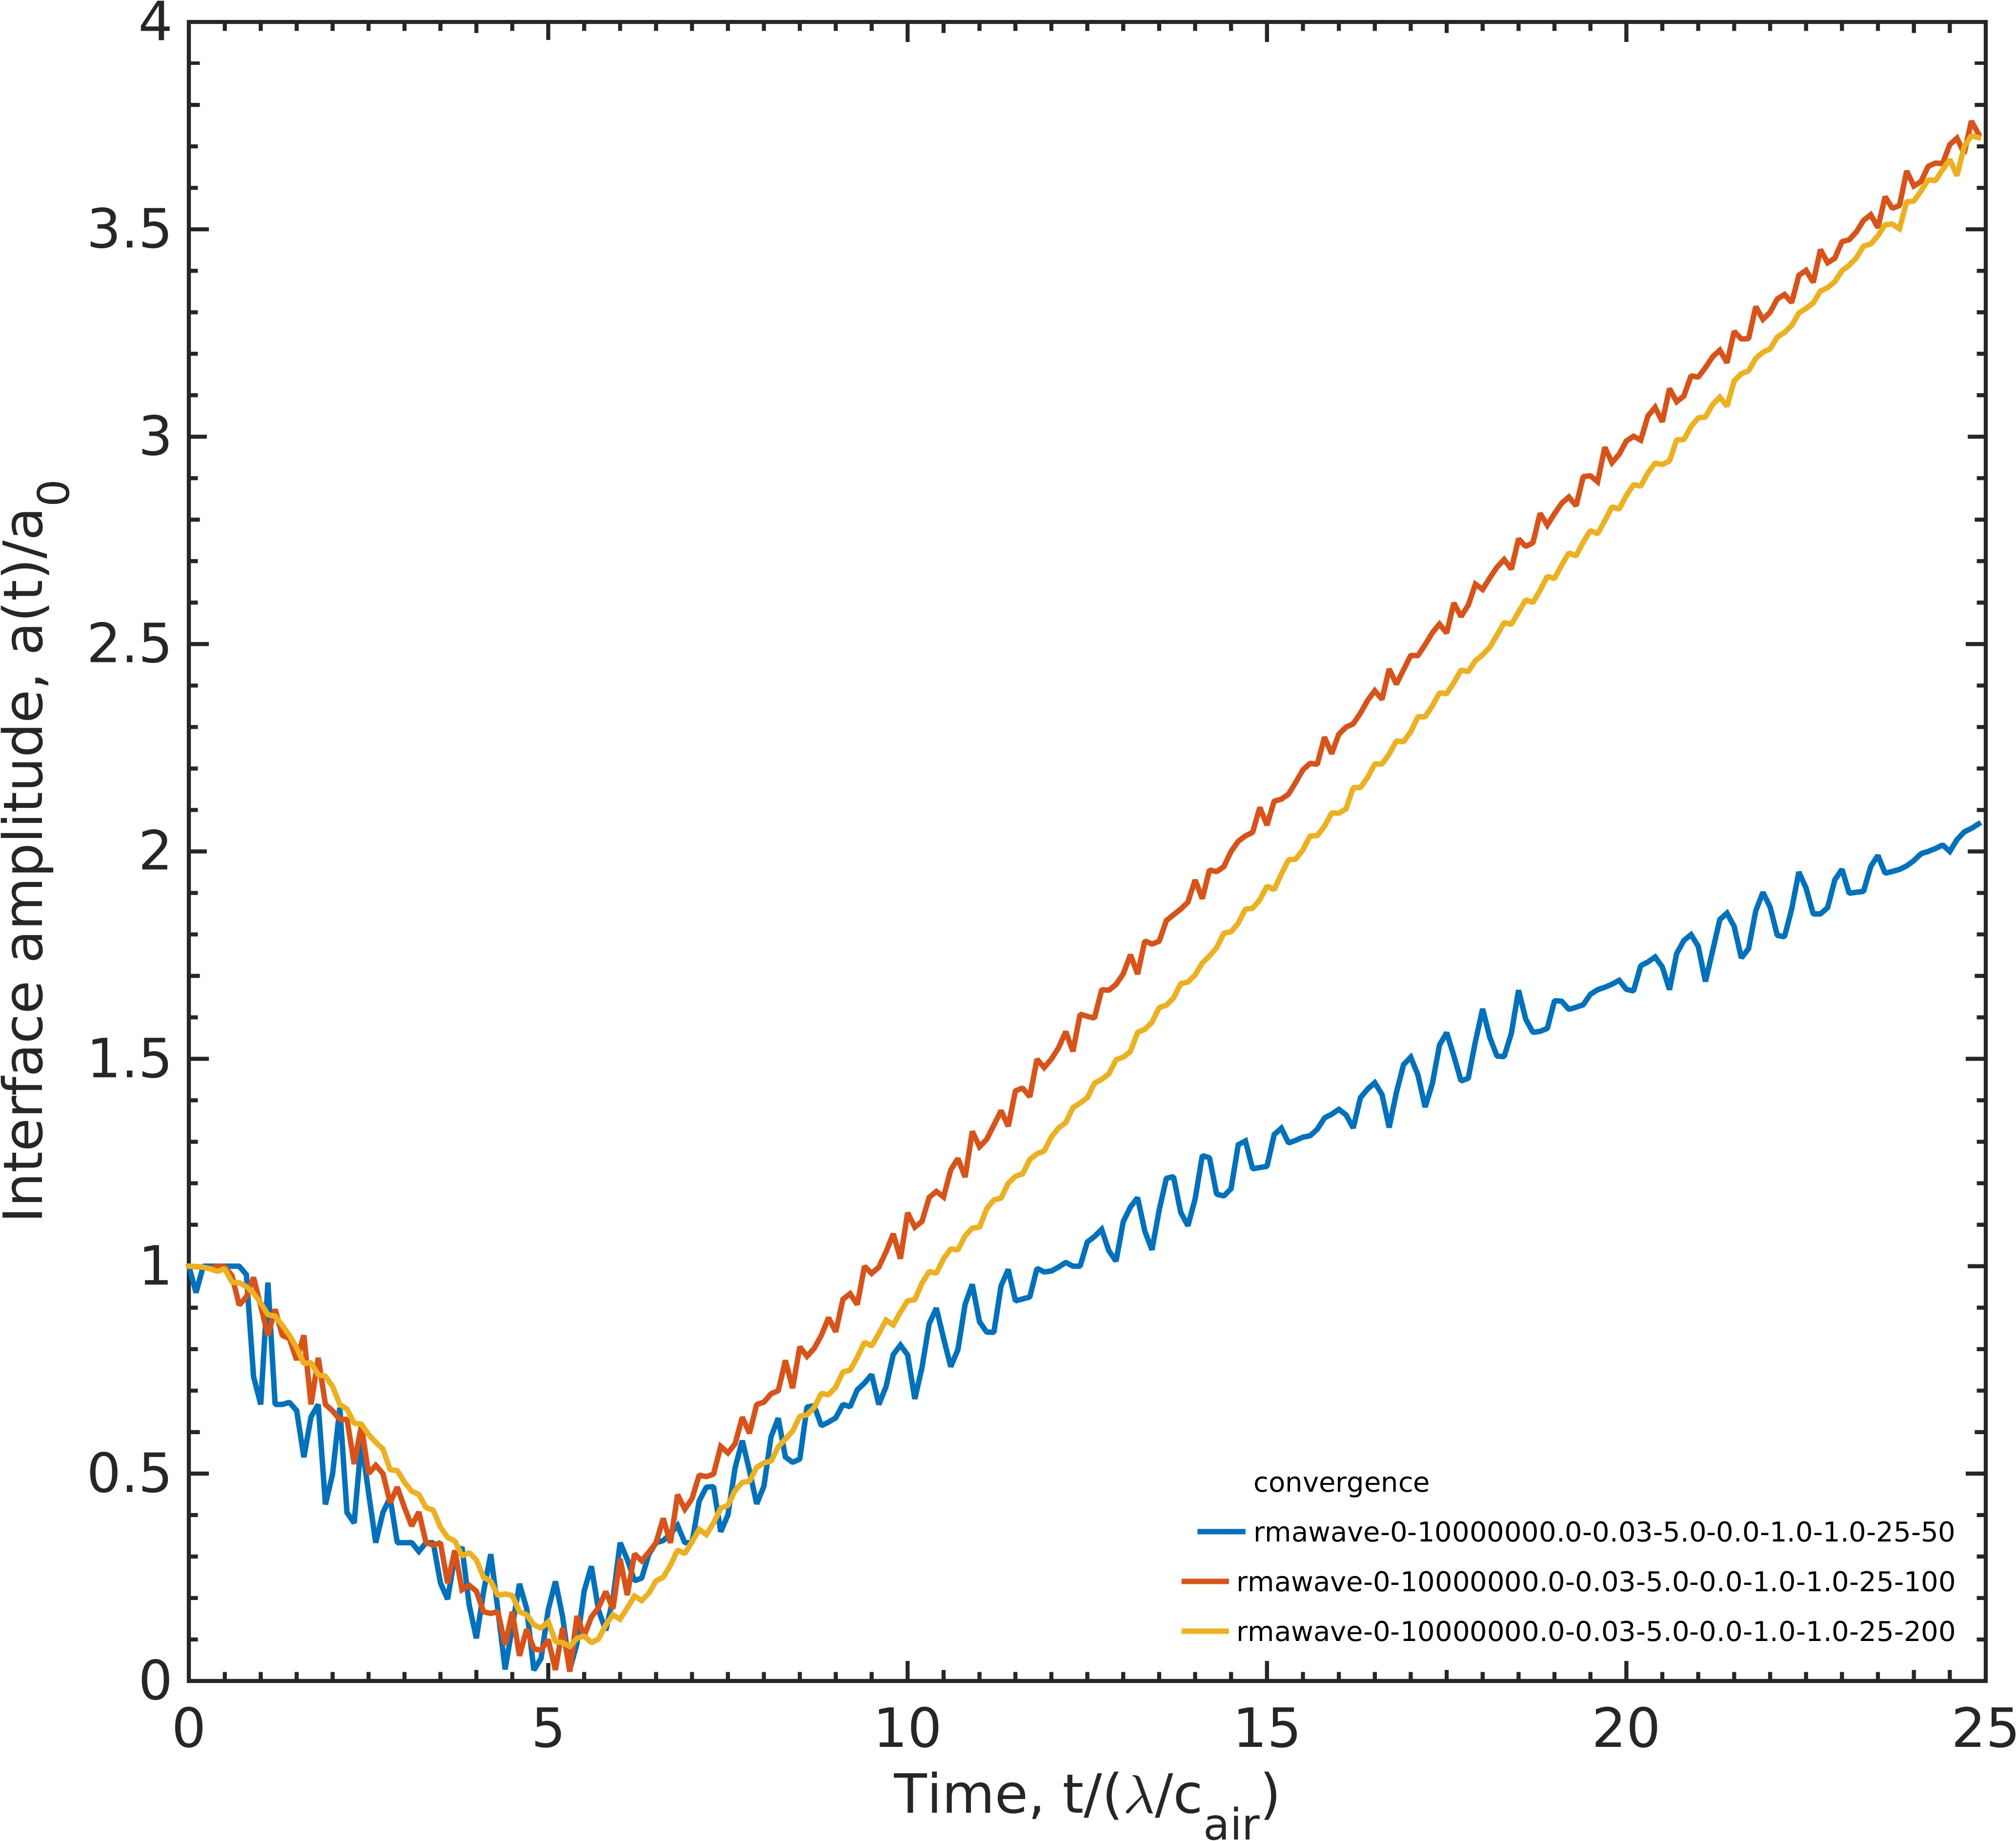 4
3.5
3
2.5
2
1.5
1
0.5
0
Interface amplitude, a(t)/a0
convergence
rmawave-0-10000000.0-0.03-5.0-0.0-1.0-1.0-25-50
rmawave-0-10000000.0-0.03-5.0-0.0-1.0-1.0-25-100
rmawave-0-10000000.0-0.03-5.0-0.0-1.0-1.0-25-200
0 5 10 15 20 25
Time, t/(λ/cair)